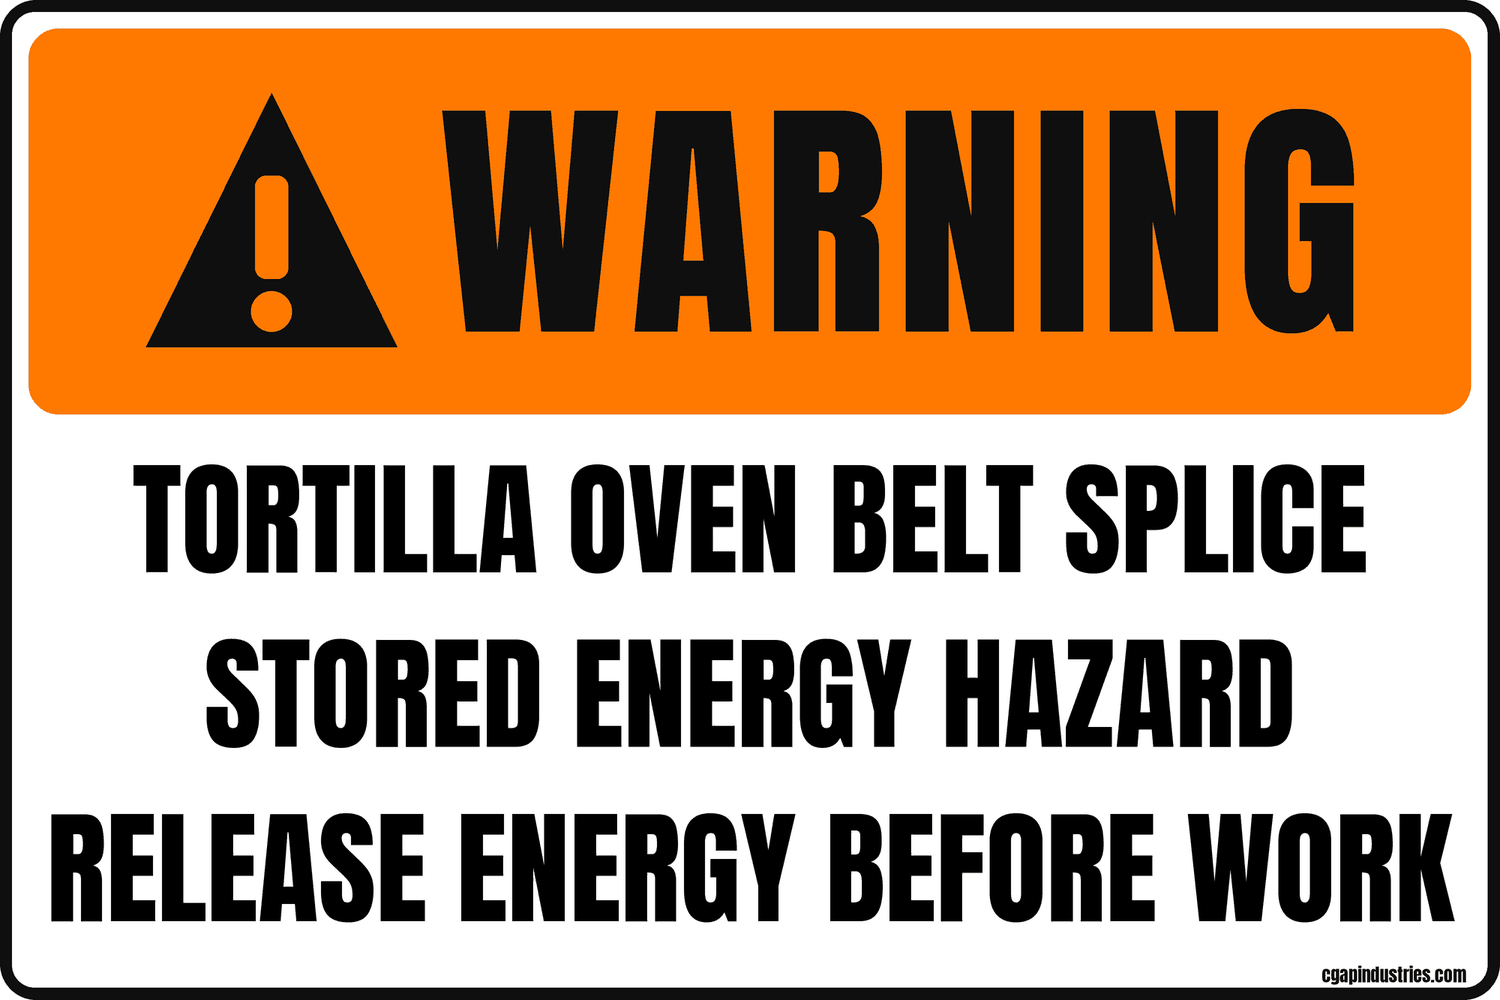 WARNING
TORTILLA OVEN BELT SPLICE
STORED ENERGY HAZARD
RELEASE ENERGY BEFORE WORK
cgapindustries.com